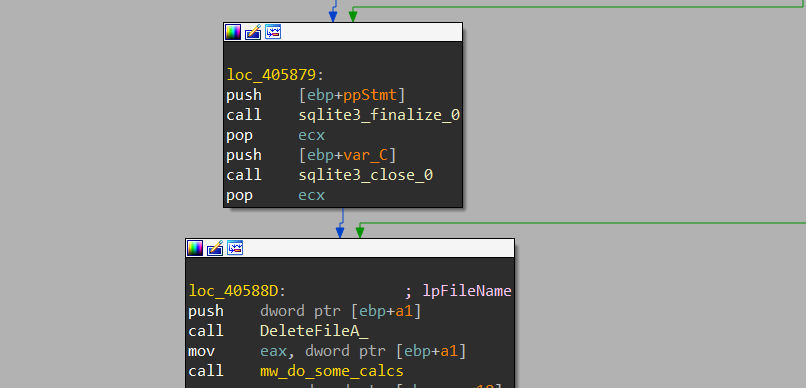 loc_405879:
push [ebp+ppStmt]
call sqlite3_finalize_0
pop ecx
push [ebp+var_C]
call sqlite3_close_0
pop ecx
loc_40588D: ; lpFileName
push dword ptr [ebp+a1]
call DeleteFileA_
mov eax, dword ptr [ebp+a1]
call mw_do_some_calcs